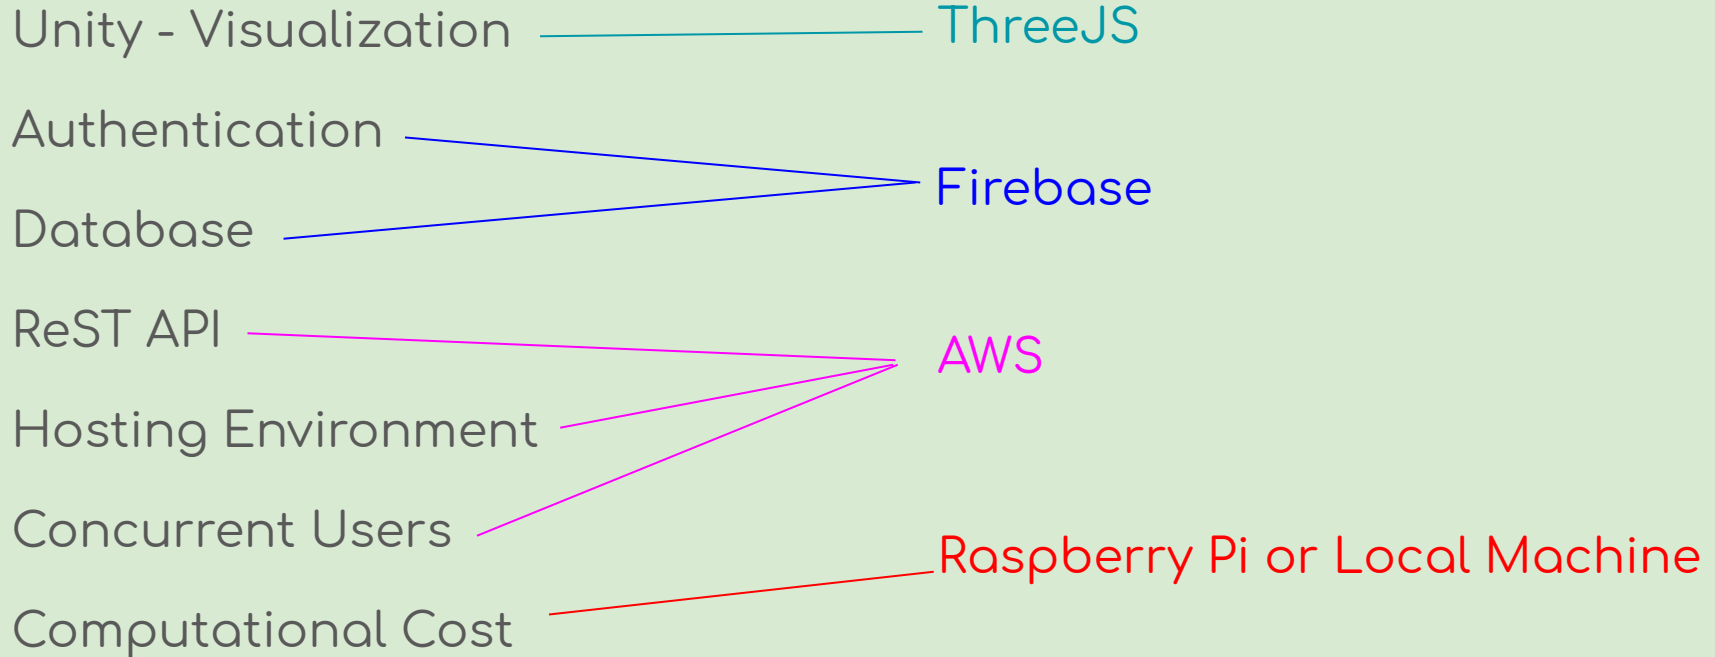 Unity - Visualization
Authentication
Database
ReST API
Hosting Environment
Concurrent Users
Computational Cost
ThreeJS
Firebase
AWS
Raspberry Pi or Local Machine